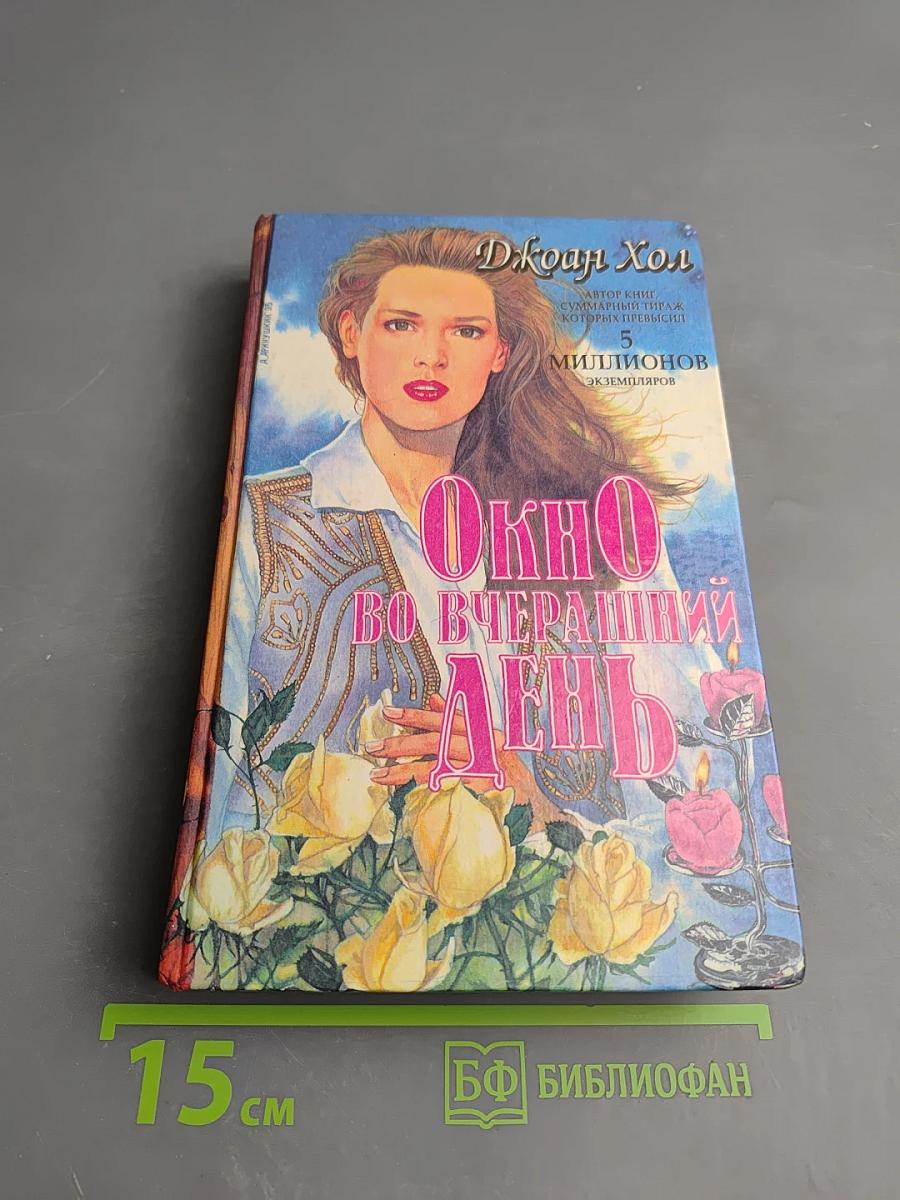 Джоан Хол
АВТОР КНИГ,
СУММАРНЫЙ ТИРАЖ
КОТОРЫХ ПРЕВЫСИЛ
5
МИЛЛИОНОВ
ЭКЗЕМПЛЯРОВ
ОКНО
ВО ВЧЕРАШНИЙ
ДЕНЬ
15 см
БФ БИБЛИОФАН